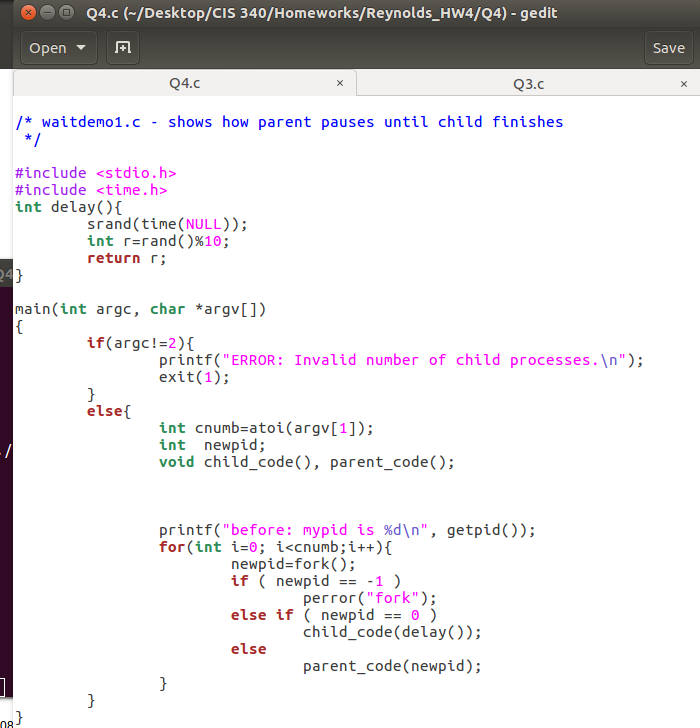 Q4.c (~/Desktop/CIS 340/Homeworks/Reynolds_HW4/Q4) - gedit
Open Save
Q4.c × Q3.c ×
/* waitdemo1.c - shows how parent pauses until child finishes
 */
#include <stdio.h>
#include <time.h>
int delay(){
        srand(time(NULL));
        int r=rand()%10;
        return r;
}
Q4
main(int argc, char *argv[])
{
        if(argc!=2){
                printf("ERROR: Invalid number of child processes.\n");
                exit(1);
        }
        else{
                int cnumb=atoi(argv[1]);
                int  newpid;
/
                void child_code(), parent_code();
                printf("before: mypid is %d\n", getpid());
                for(int i=0; i<cnumb;i++){
                        newpid=fork();
                        if ( newpid == -1 )
                                perror("fork");
                        else if ( newpid == 0 )
                                child_code(delay());
                        else
                                parent_code(newpid);
                }
        }
}
08